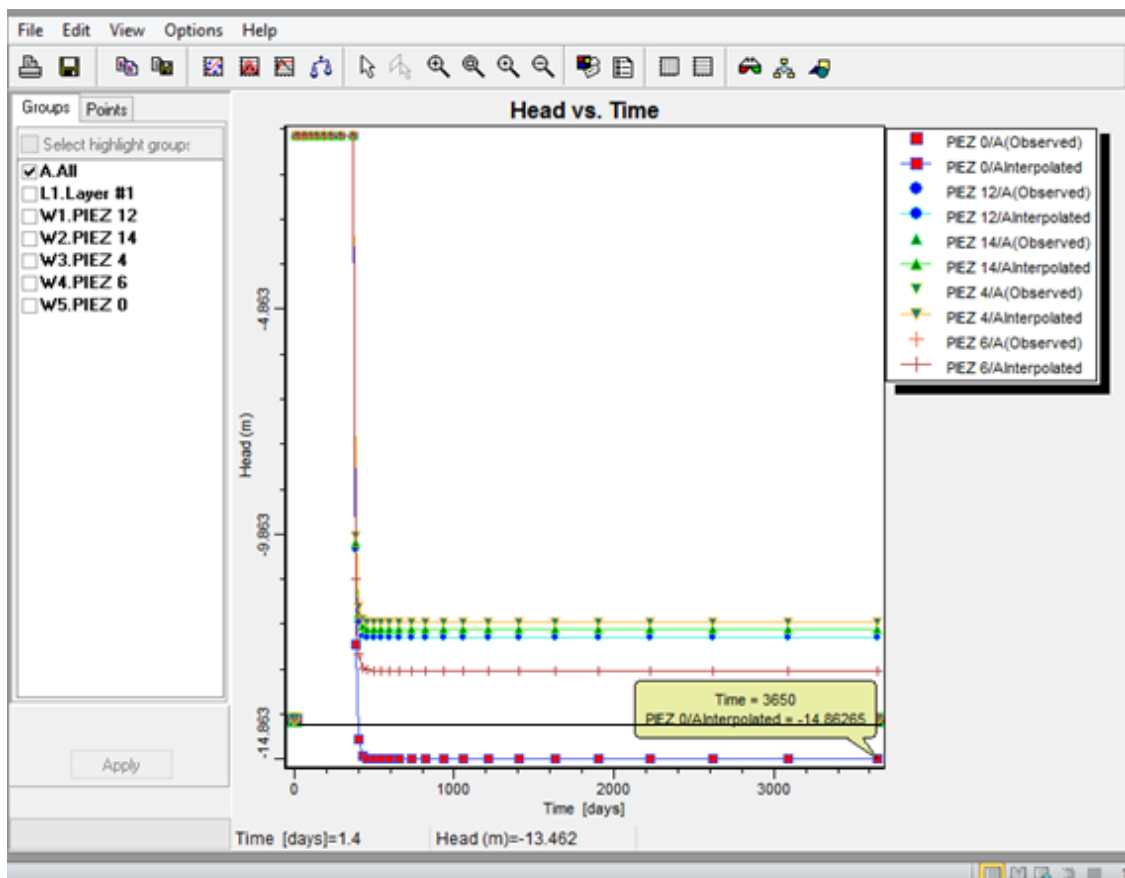 File Edit View Options Help
Groups Points
Select highlight groups
A.All
L1.Layer #1
W1.PIEZ 12
W2.PIEZ 14
W3.PIEZ 4
W4.PIEZ 6
W5.PIEZ 0
Apply
Head vs. Time
Head (m)
-4.863
-9.863
-14.863
0 1000 2000 3000
Time [days]
Time = 3650
PIEZ 0/AInterpolated = -14.86265
PIEZ 0/A(Observed)
PIEZ 0/AInterpolated
PIEZ 12/A(Observed)
PIEZ 12/AInterpolated
PIEZ 14/A(Observed)
PIEZ 14/AInterpolated
PIEZ 4/A(Observed)
PIEZ 4/AInterpolated
PIEZ 6/A(Observed)
PIEZ 6/AInterpolated
Time [days]=1.4 Head (m)=-13.462